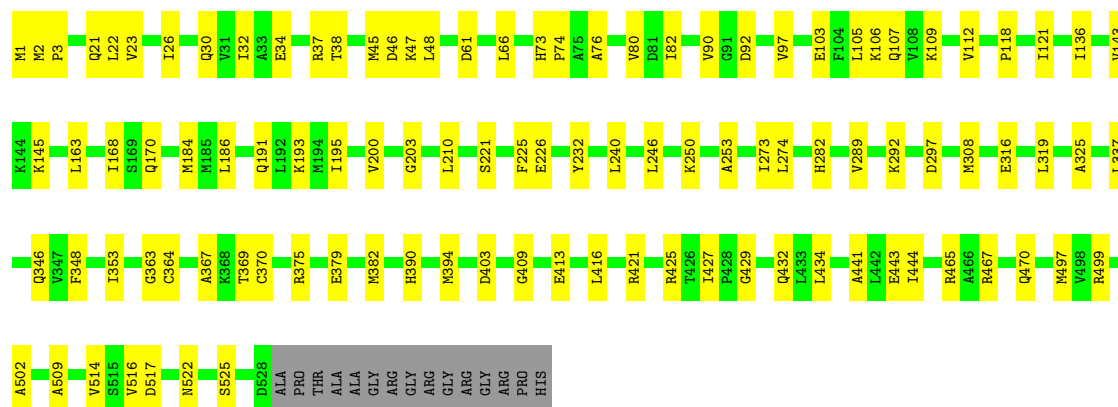 M1 M2 P3 Q21 L22 V23 I26 Q30 V31 I32 A33 E34 R37 T38 M45 D46 K47 L48 D61 L66 H73 P74 A75 A76 V80 D81 I82 V90 G91 D92 V97 E103 F104 L105 K106 Q107 V108 K109 V112 P118 I121 I136 V143
K144 K145 L163 I168 S169 Q170 M184 M185 L186 Q191 L192 K193 M194 I195 V200 G203 L210 S221 F225 E226 Y232 L240 L246 K250 A253 I273 L274 H282 V289 K292 D297 M308 E316 L319 A325 L337
Q346 V347 F348 I353 G363 C364 A367 K368 T369 C370 R375 E379 M382 H390 M394 D403 G409 E413 L416 R421 R425 T426 I427 P428 G429 Q432 L433 L434 A441 L442 E443 I444 R465 A466 R467 Q470 M497 V498 R499
A502 A509 V514 S515 V516 D517 N522 S525 D528 ALA PRO THR ALA ALA GLY ARG GLY ARG GLY ARG GLY ARG PRO HIS